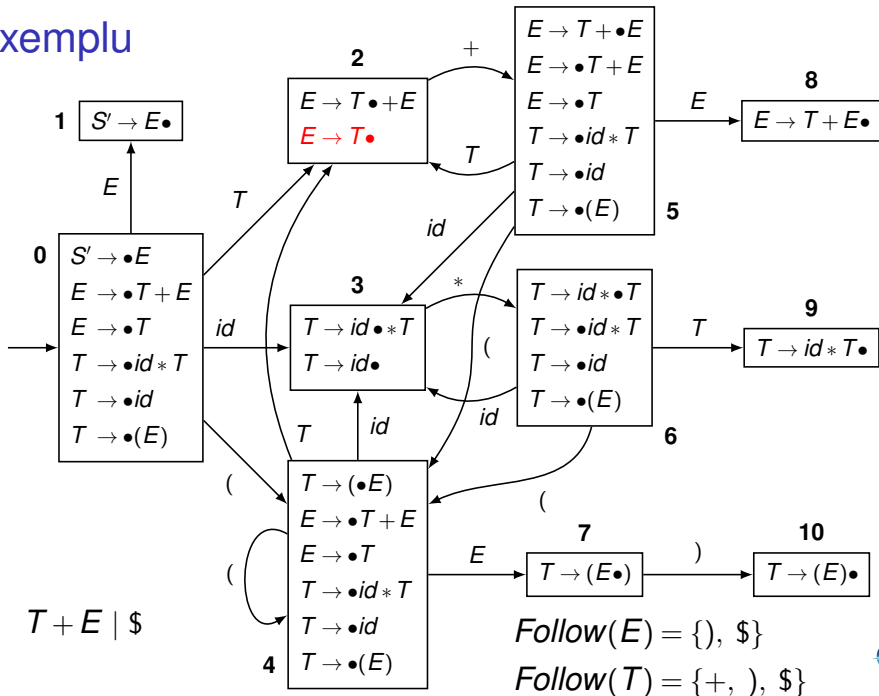 xemplu
1
S′ → E•
E
0
S′ → •E
E → •T + E
E → •T
T → •id * T
T → •id
T → •(E)
T
id
(
2
E → T• + E
E → T•
+
T
5
E → T + •E
E → •T + E
E → •T
T → •id * T
T → •id
T → •(E)
E
8
E → T + E•
id
(
3
T → id• * T
T → id•
*
id
6
T → id * •T
T → •id * T
T → •id
T → •(E)
T
9
T → id * T•
(
T
id
4
T → (•E)
E → •T + E
E → •T
T → •id * T
T → •id
T → •(E)
(
E
7
T → (E•)
)
10
T → (E)•
T + E | $
Follow(E) = {), $}
Follow(T) = {+, ), $}